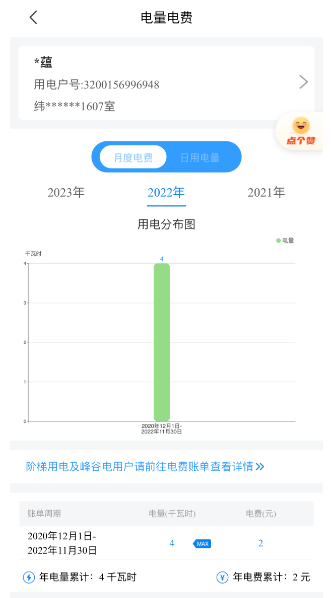 电量电费
*蕴
用电户号:3200156996948
纬******1607室
点个赞
月度电费 日用电量
2023年 2022年 2021年
用电分布图
电量
千瓦时
4
4
3
2
1
0
2020年12月1日-
2022年11月30日
阶梯用电及峰谷电用户请前往电费账单查看详情
账单周期 电量(千瓦时) 电费(元)
2020年12月1日-
2022年11月30日
4 MAX 2
年电量累计：4 千瓦时 年电费累计：2 元